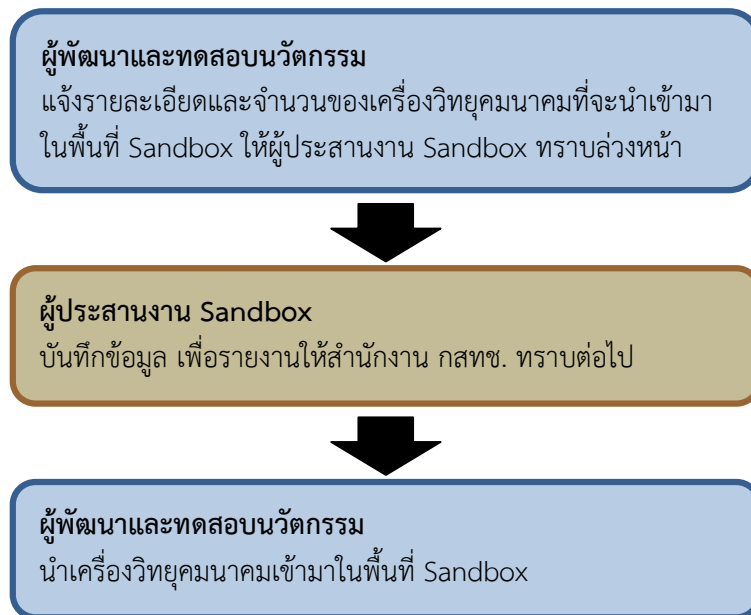 ผู้พัฒนาและทดสอบนวัตกรรม
แจ้งรายละเอียดและจำนวนของเครื่องวิทยุคมนาคมที่จะนำเข้ามา
ในพื้นที่ Sandbox ให้ผู้ประสานงาน Sandbox ทราบล่วงหน้า
ผู้ประสานงาน Sandbox
บันทึกข้อมูล เพื่อรายงานให้สำนักงาน กสทช. ทราบต่อไป
ผู้พัฒนาและทดสอบนวัตกรรม
นำเครื่องวิทยุคมนาคมเข้ามาในพื้นที่ Sandbox